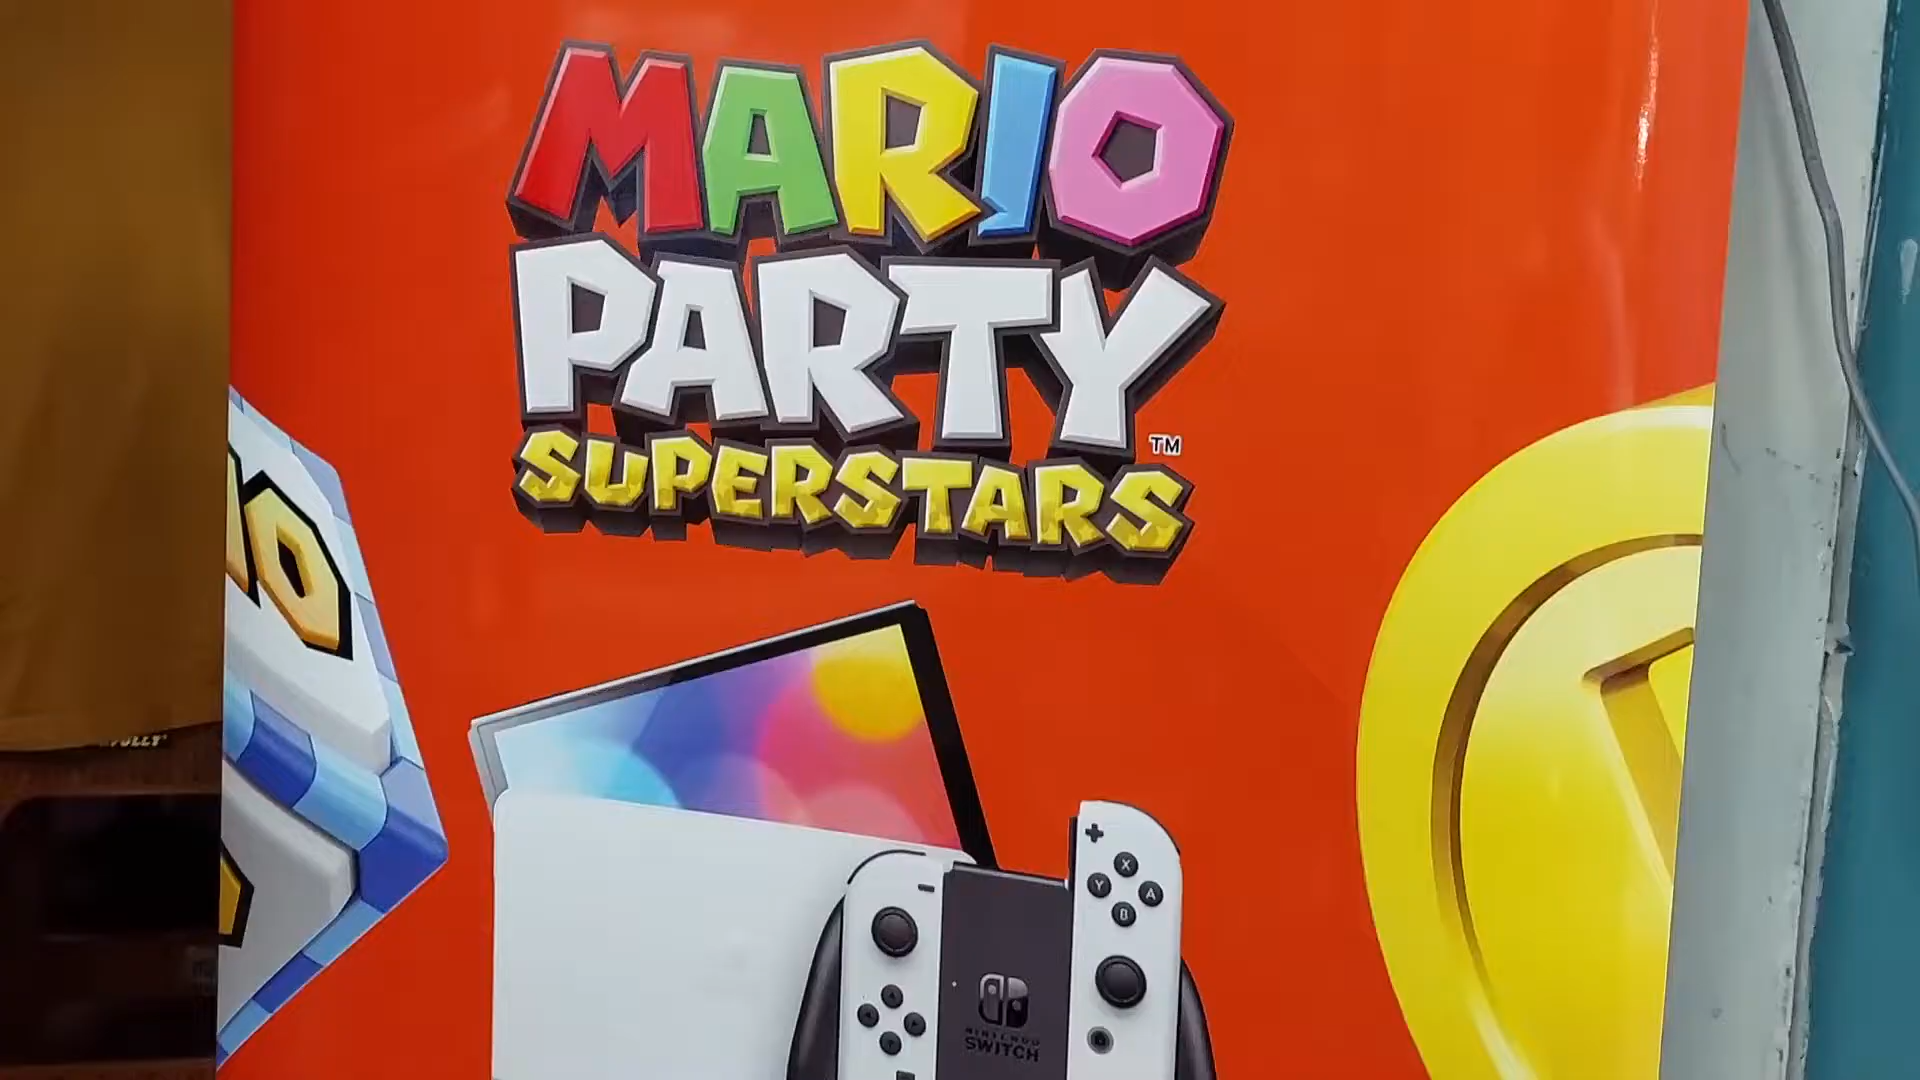 MARIO
PARTY
SUPERSTARS
TM
X
Y
A
B
NINTENDO
SWITCH